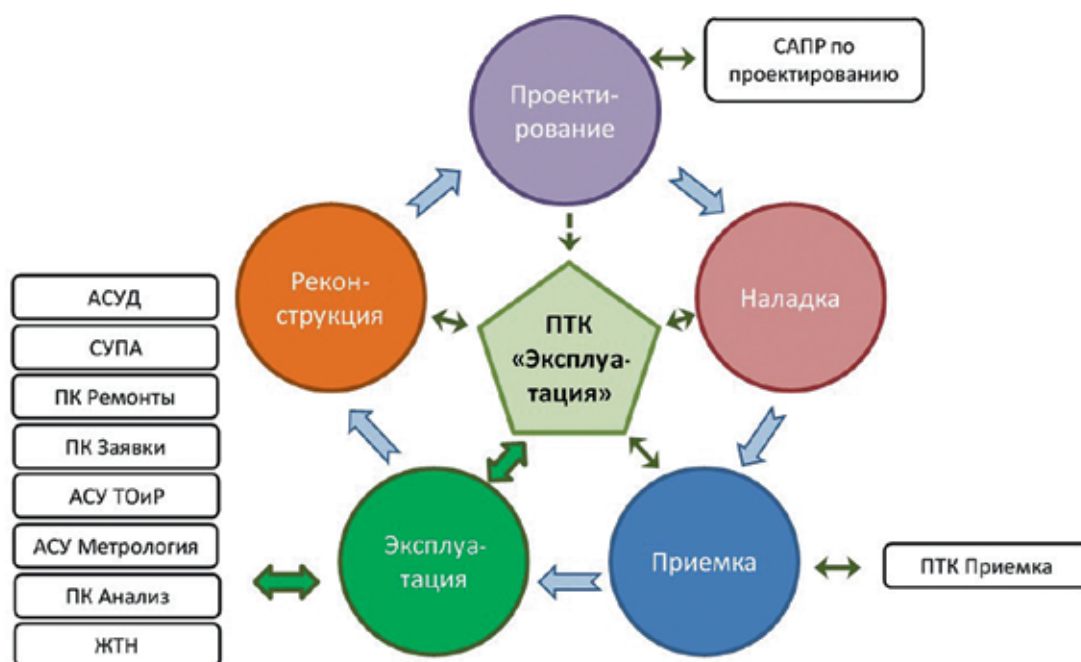 САПР по
проектированию
Проекти-
рование
Рекон-
струкция
Наладка
ПТК
«Эксплуа-
тация»
АСУД
СУПА
ПК Ремонты
ПК Заявки
АСУ ТОиР
АСУ Метрология
ПК Анализ
ЖТН
Эксплуа-
тация
Приемка
ПТК Приемка